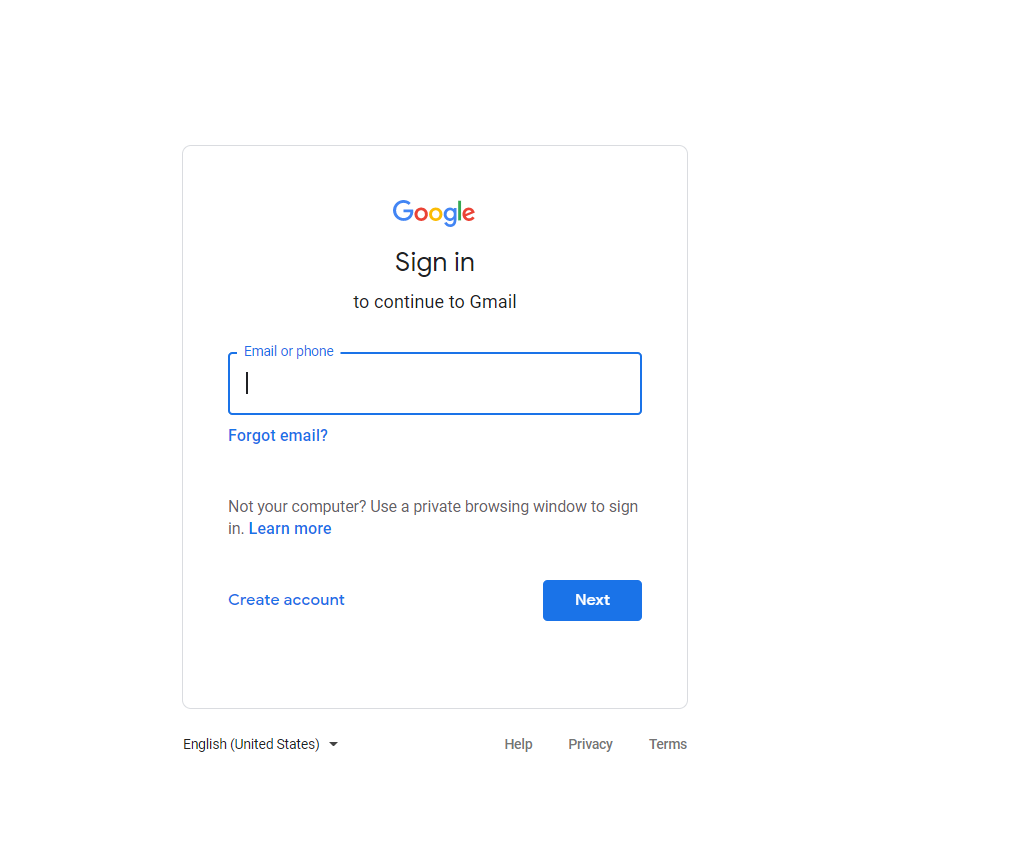 Google
Sign in
to continue to Gmail
Email or phone
Forgot email?
Not your computer? Use a private browsing window to sign
in. Learn more
Create account
Next
English (United States)
Help
Privacy
Terms